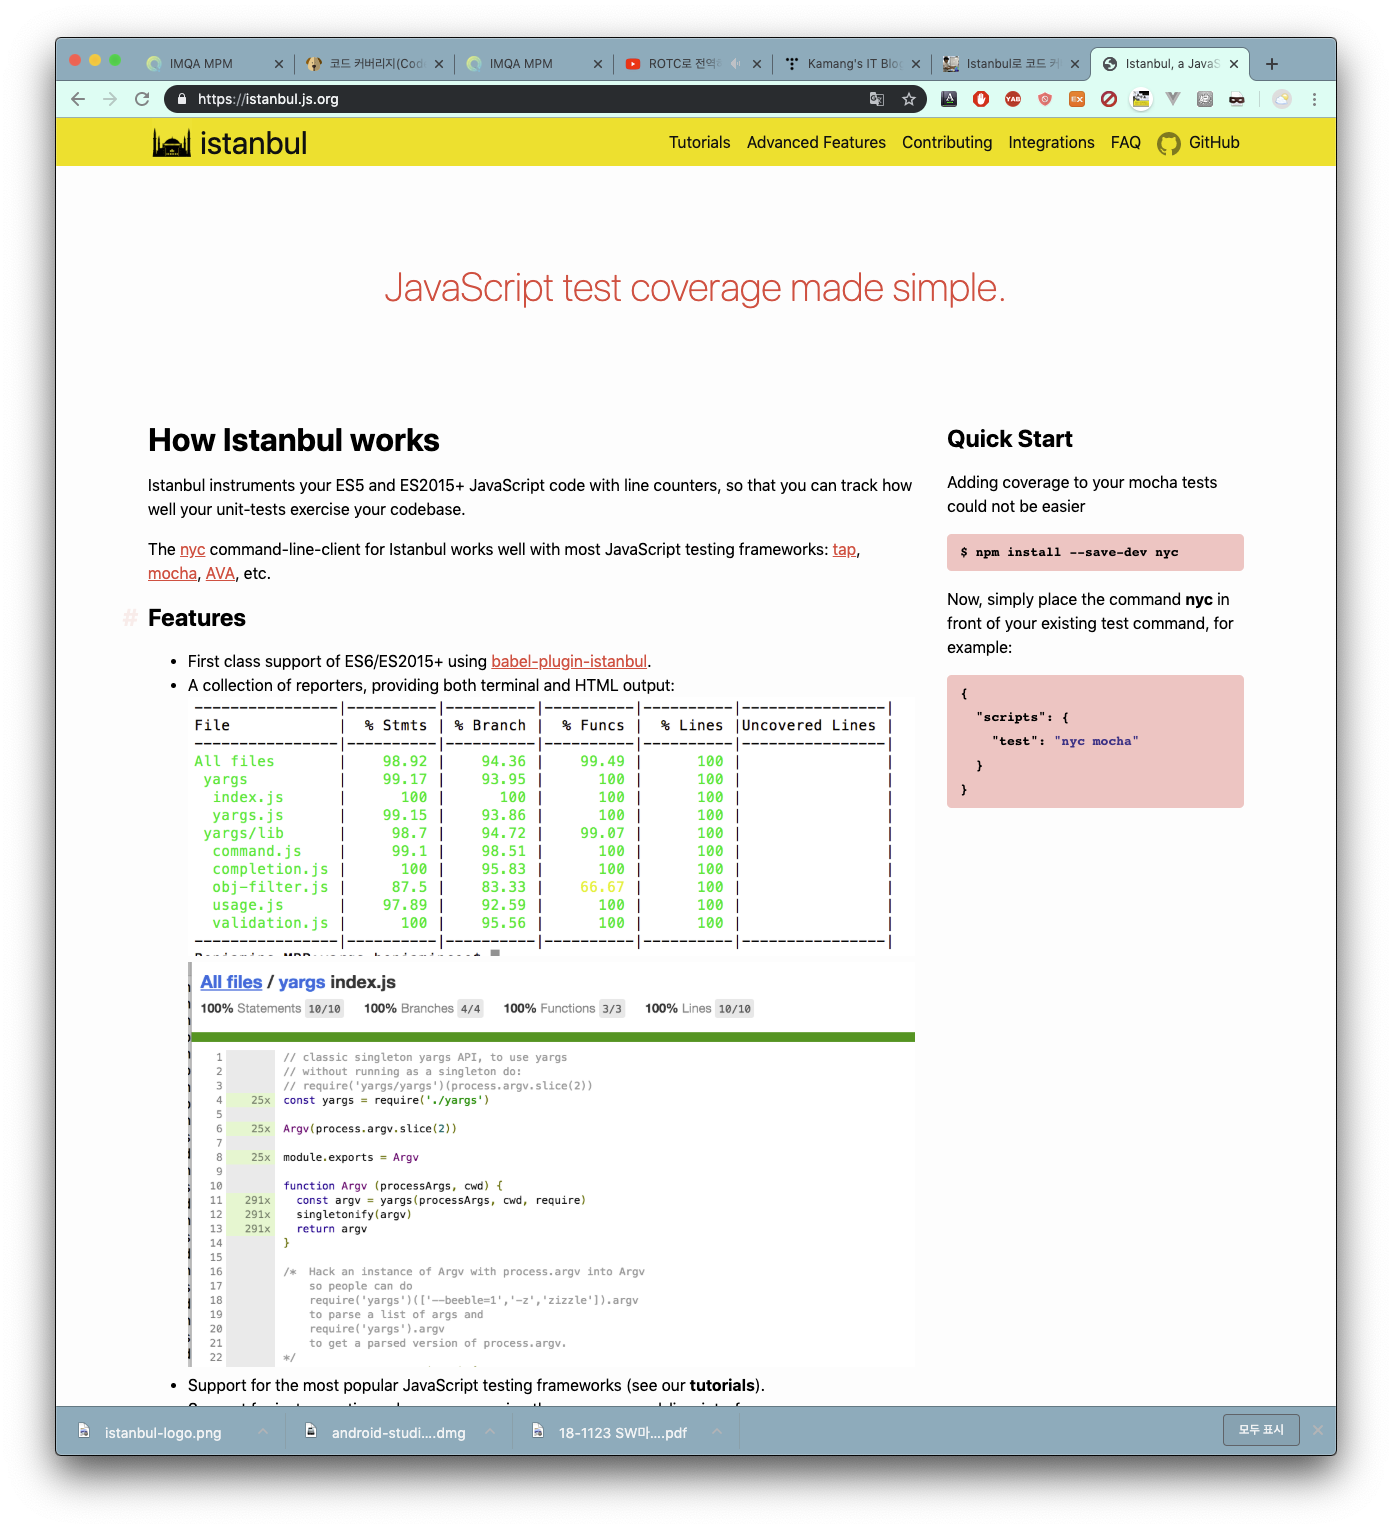 IMQA MPM
코드 커버리지(Cod
IMQA MPM
ROTC로 전역
Kamang's IT Blo
Istanbul로 코드 커
Istanbul, a JavaS
https://istanbul.js.org
istanbul
Tutorials Advanced Features Contributing Integrations FAQ GitHub
JavaScript test coverage made simple.
How Istanbul works
Istanbul instruments your ES5 and ES2015+ JavaScript code with line counters, so that you can track how
well your unit-tests exercise your codebase.
The nyc command-line-client for Istanbul works well with most JavaScript testing frameworks: tap,
mocha, AVA, etc.
# Features
• First class support of ES6/ES2015+ using babel-plugin-istanbul.
• A collection of reporters, providing both terminal and HTML output:
----------------|----------|----------|----------|----------|----------------|
File | % Stmts | % Branch | % Funcs | % Lines |Uncovered Lines |
----------------|----------|----------|----------|----------|----------------|
All files | 98.92 | 94.36 | 99.49 | 100 | |
yargs | 99.17 | 93.95 | 100 | 100 | |
index.js | 100 | 100 | 100 | 100 | |
yargs.js | 99.15 | 93.86 | 100 | 100 | |
yargs/lib | 98.7 | 94.72 | 99.07 | 100 | |
command.js | 99.1 | 98.51 | 100 | 100 | |
completion.js | 100 | 95.83 | 100 | 100 | |
obj-filter.js | 87.5 | 83.33 | 66.67 | 100 | |
usage.js | 97.89 | 92.59 | 100 | 100 | |
validation.js | 100 | 95.56 | 100 | 100 | |
----------------|----------|----------|----------|----------|----------------|
All files / yargs index.js
100% Statements 10/10 100% Branches 4/4 100% Functions 3/3 100% Lines 10/10
1 // classic singleton yargs API, to use yargs
2 // without running as a singleton do:
3 // require('yargs/yargs')(process.argv.slice(2))
4 25x const yargs = require('./yargs')
5
6 25x Argv(process.argv.slice(2))
7
8 25x module.exports = Argv
9
10 function Argv (processArgs, cwd) {
11 291x const argv = yargs(processArgs, cwd, require)
12 291x singletonify(argv)
13 291x return argv
14 }
15
16 /* Hack an instance of Argv with process.argv into Argv
17 so people can do
18 require('yargs')(['--beeble=1','-z','zizzle']).argv
19 to parse a list of args and
20 require('yargs').argv
21 to get a parsed version of process.argv.
22 */
• Support for the most popular JavaScript testing frameworks (see our tutorials).
Quick Start
Adding coverage to your mocha tests
could not be easier
$ npm install --save-dev nyc
Now, simply place the command nyc in
front of your existing test command, for
example:
{
"scripts": {
"test": "nyc mocha"
}
}
istanbul-logo.png
android-studi....dmg
18-1123 SW마....pdf
모두 표시